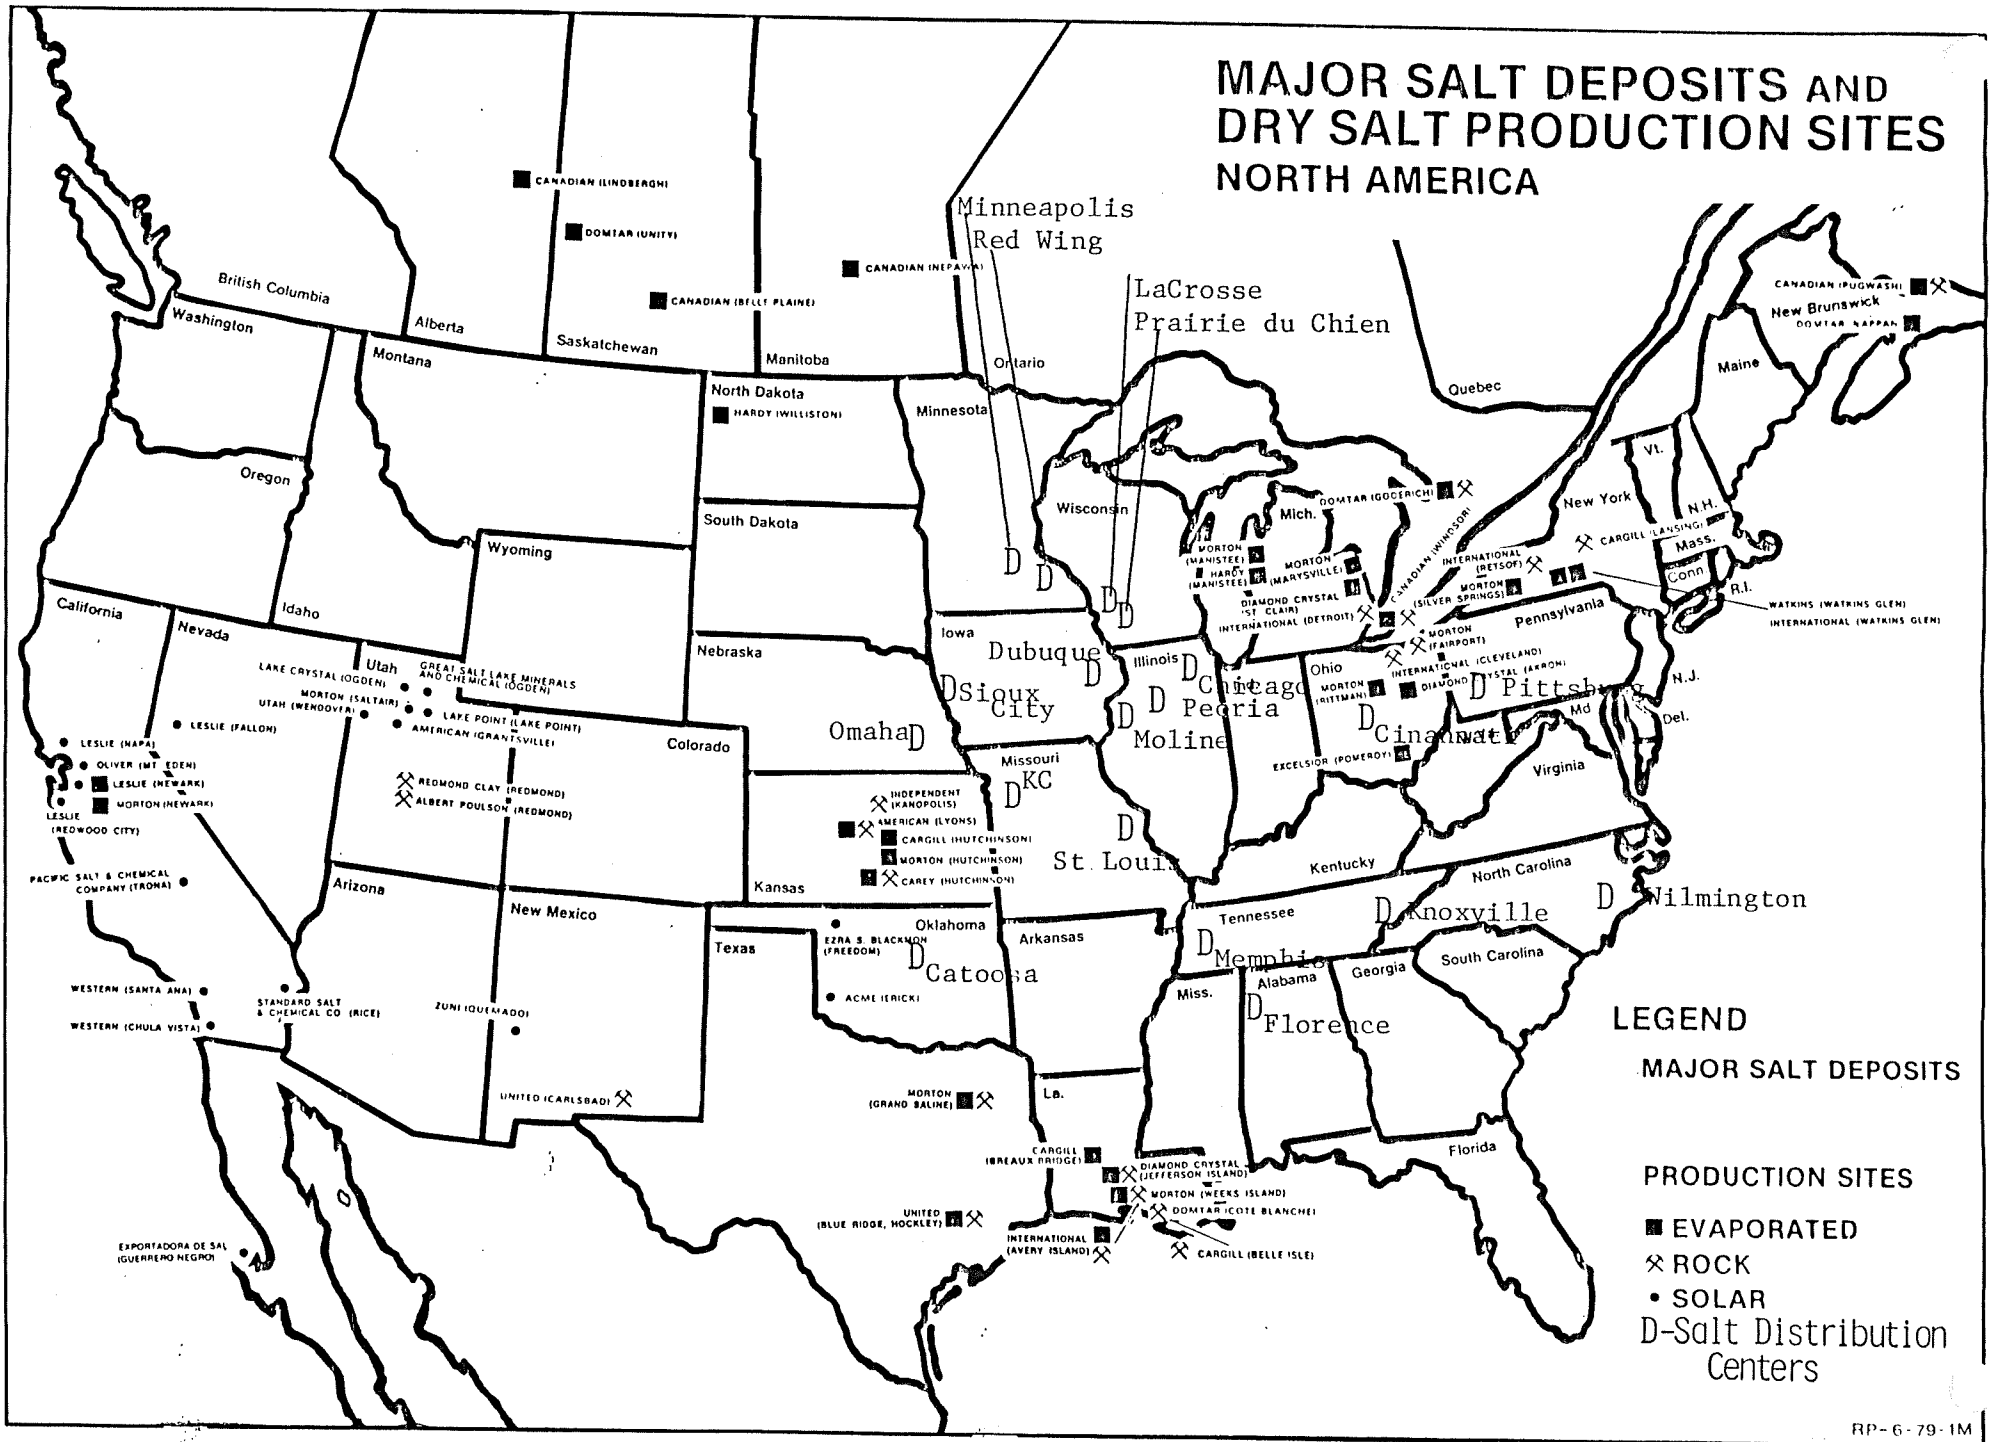 MAJOR SALT DEPOSITS AND
DRY SALT PRODUCTION SITES
NORTH AMERICA
CANADIAN (LINDBERGH)
DOMTAR (UNITY)
CANADIAN (NEPAWA)
CANADIAN (BELLE PLAINE)
Minneapolis
Red Wing
LaCrosse
Prairie du Chien
British Columbia
Alberta
Saskatchewan
Manitoba
Ontario
Quebec
CANADIAN (PUGWASH)
New Brunswick
DOMTAR NAPPAN
Maine
Washington
Montana
North Dakota
HARDY (WILLISTON)
Minnesota
Oregon
Idaho
Wyoming
South Dakota
Wisconsin
Mich.
DOMTAR (GODERICH)
CANADIAN (WINDSOR)
New York
Vt.
N.H.
CARGILL (LANSING)
Mass.
Conn
R.I.
INTERNATIONAL
(RETSOF)
MORTON
(SILVER SPRINGS)
WATKINS (WATKINS GLEN)
INTERNATIONAL (WATKINS GLEN)
MORTON
(MANISTEE)
HARDY
(MANISTEE)
MORTON
(MARYSVILLE)
DIAMOND CRYSTAL
(ST. CLAIR)
INTERNATIONAL (DETROIT)
D
D
D
D
Pennsylvania
MORTON
(FAIRPORT)
INTERNATIONAL (CLEVELAND)
DIAMOND CRYSTAL (AKRON)
Ohio
MORTON
(RITTMAN)
D Pittsburg
N.J.
Md
Del.
California
Nevada
Utah
LAKE CRYSTAL (OGDEN)
GREAT SALT LAKE MINERALS
AND CHEMICAL (OGDEN)
MORTON (SALTAIR)
UTAH (WENDOVER)
LAKE POINT (LAKE POINT)
AMERICAN (GRANTSVILLE)
LESLIE (FALLON)
LESLIE (NAPA)
OLIVER (MT. EDEN)
LESLIE (NEWARK)
MORTON (NEWARK)
LESLIE
(REDWOOD CITY)
REDMOND CLAY (REDMOND)
ALBERT POULSON (REDMOND)
PACIFIC SALT & CHEMICAL
COMPANY (TRONA)
Nebraska
Iowa
Dubuque
D
D Sioux
City
Omaha D
Illinois
D Chicago
D Peoria
D
Moline
D Cinannati
EXCELSIOR (POMEROY)
Virginia
Colorado
Missouri
D KC
D
St. Louis
INDEPENDENT
(KANOPOLIS)
AMERICAN (LYONS)
CARGILL (HUTCHINSON)
MORTON (HUTCHINSON)
CAREY (HUTCHINSON)
Kansas
Kentucky
North Carolina
D Wilmington
Arizona
New Mexico
Texas
Oklahoma
EZRA S. BLACKMON
(FREEDOM)
D Catoosa
ACME (ERICK)
Arkansas
Tennessee
D Knoxville
D Memphis
South Carolina
Georgia
Alabama
Miss.
D Florence
WESTERN (SANTA ANA)
WESTERN (CHULA VISTA)
STANDARD SALT
& CHEMICAL CO (RICE)
ZUNI (QUEMADO)
UNITED (CARLSBAD)
MORTON
(GRAND SALINE)
La.
CARGILL
(BREAUX BRIDGE)
DIAMOND CRYSTAL
(JEFFERSON ISLAND)
MORTON (WEEKS ISLAND)
DOMTAR (COTE BLANCHE)
UNITED
(BLUE RIDGE, HOCKLEY)
INTERNATIONAL
(AVERY ISLAND)
CARGILL (BELLE ISLE)
Florida
EXPORTADORA DE SAL
(GUERRERO NEGRO)
LEGEND
MAJOR SALT DEPOSITS
PRODUCTION SITES
EVAPORATED
ROCK
SOLAR
D-Salt Distribution
Centers
RP-6-79-1M